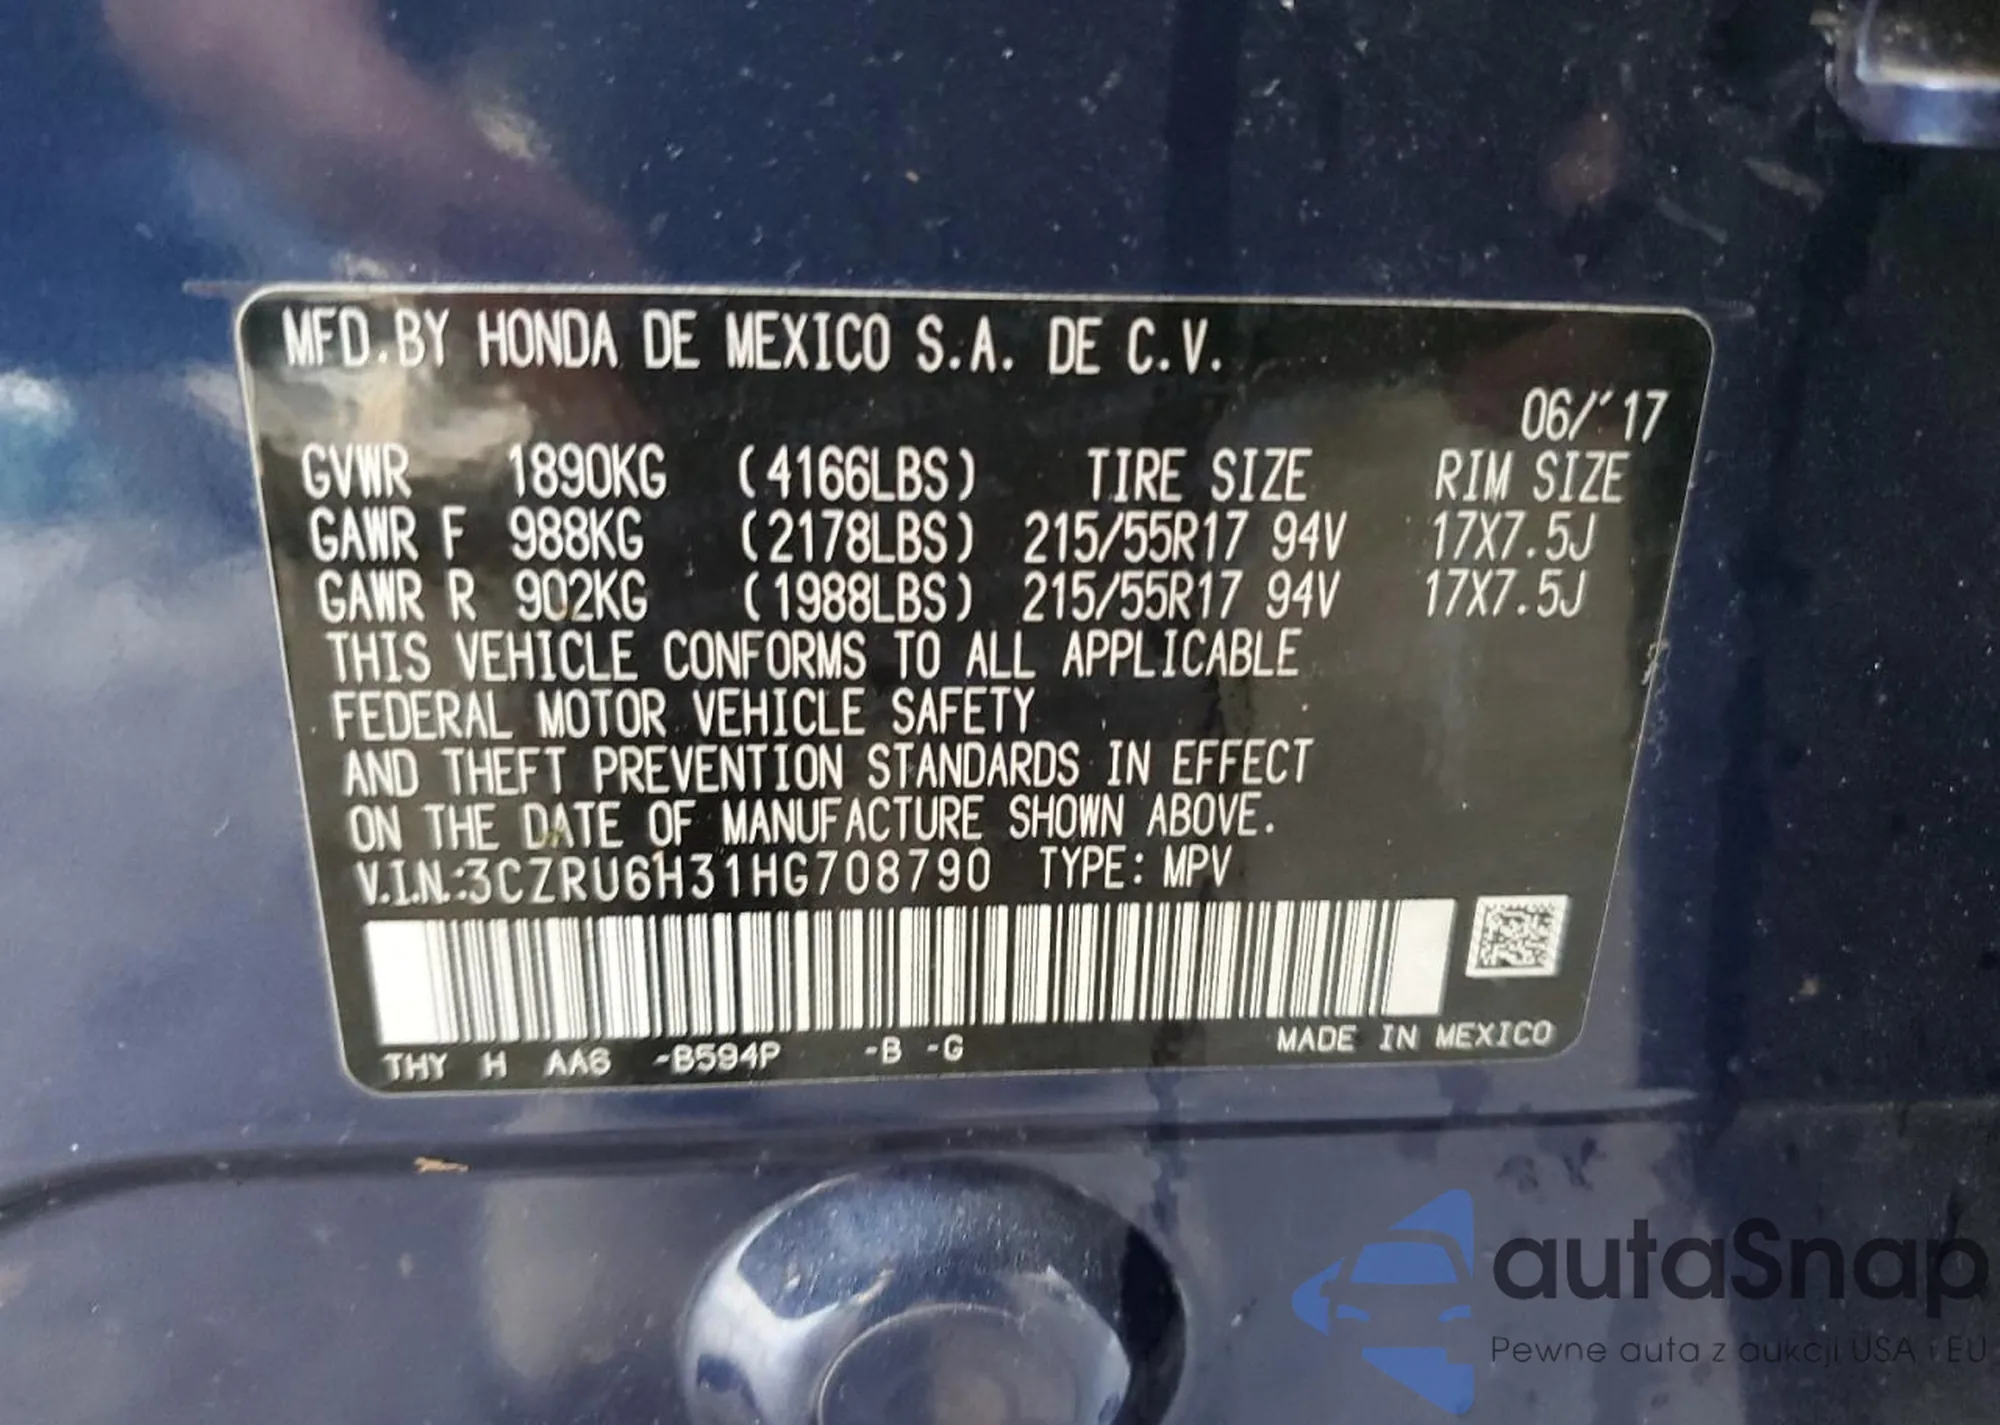 MFD.BY HONDA DE MEXICO S.A. DE C.V.
06/'17
GVWR 1890KG (4166LBS) TIRE SIZE RIM SIZE
GAWR F 988KG (2178LBS) 215/55R17 94V 17X7.5J
GAWR R 902KG (1988LBS) 215/55R17 94V 17X7.5J
THIS VEHICLE CONFORMS TO ALL APPLICABLE
FEDERAL MOTOR VEHICLE SAFETY
AND THEFT PREVENTION STANDARDS IN EFFECT
ON THE DATE OF MANUFACTURE SHOWN ABOVE.
V.I.N.:3CZRU6H31HG708790 TYPE: MPV
THY H AA6 -B594P -B -G MADE IN MEXICO
autaSnap
Pewne auta z aukcji USA i EU